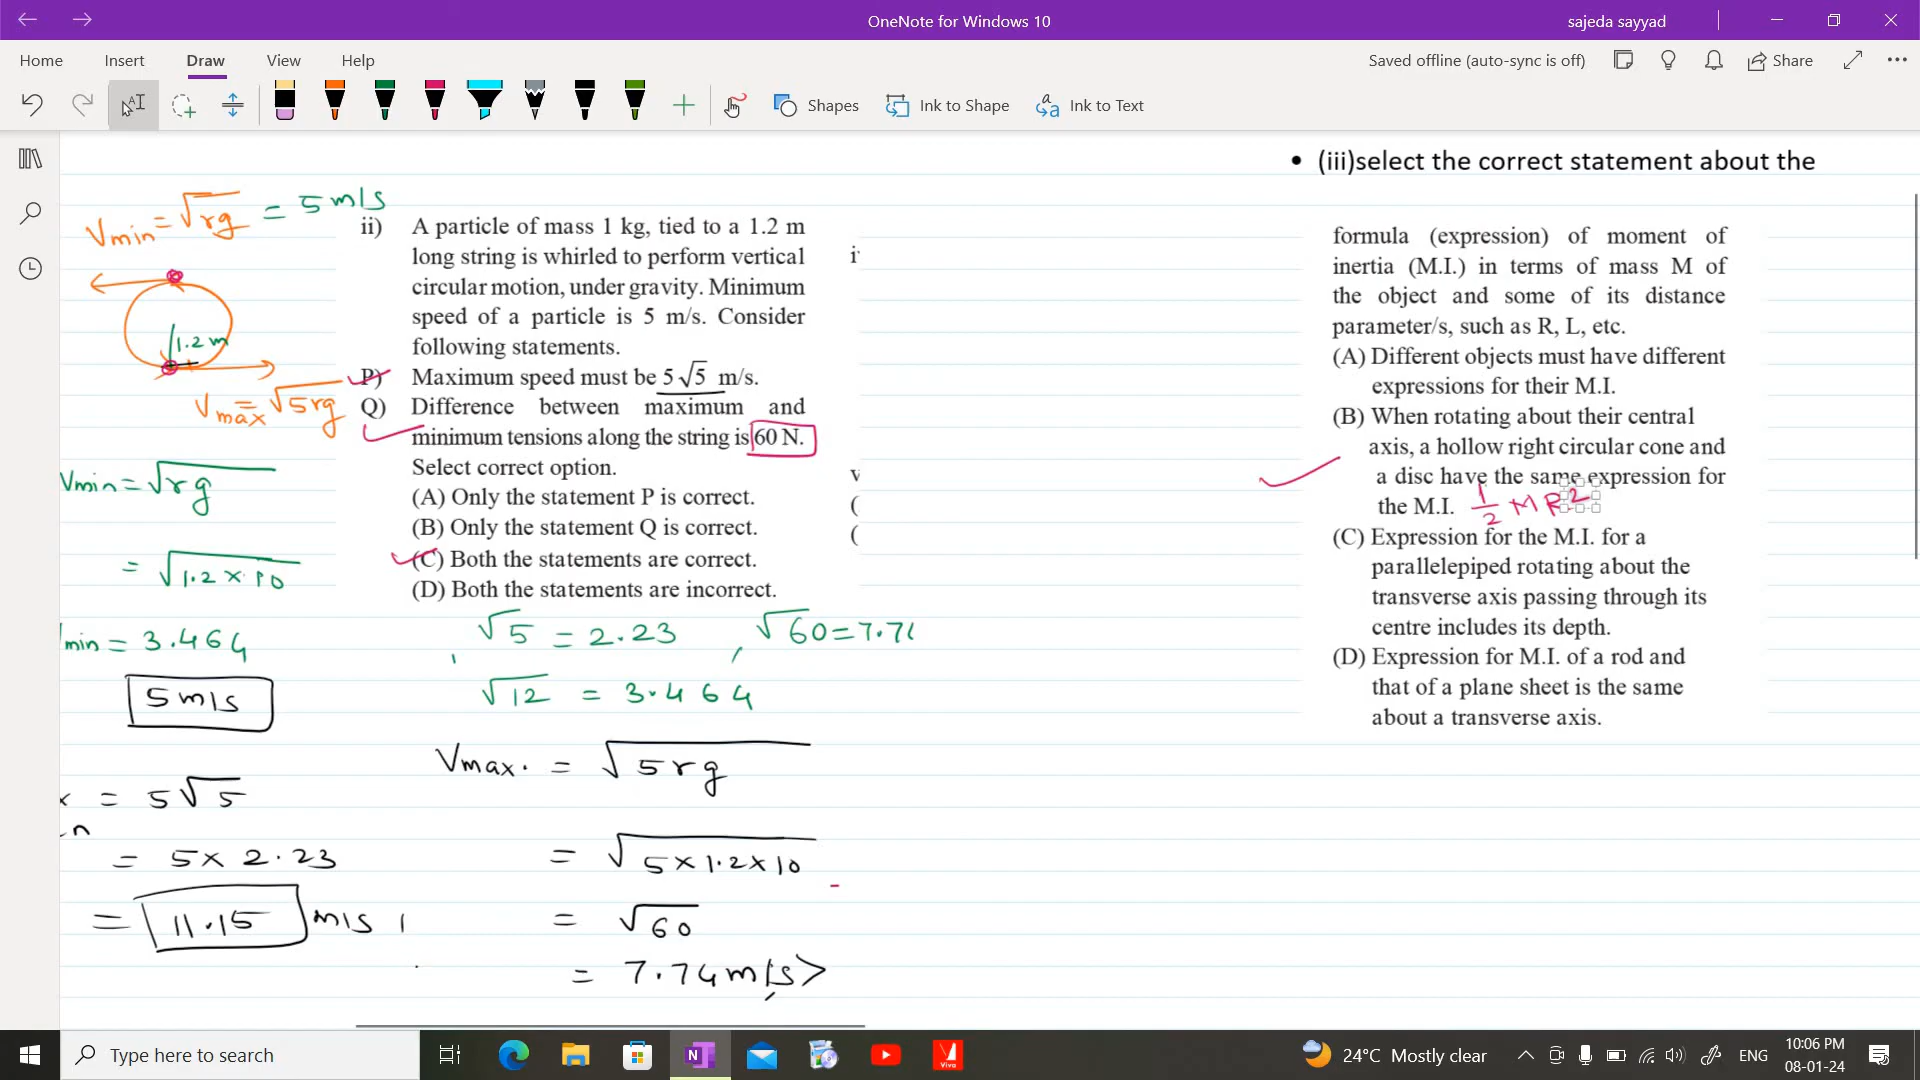 OneNote for Windows 10
sajeda sayyad
Home Insert Draw View Help
Saved offline (auto-sync is off) Share
Shapes Ink to Shape Ink to Text
Vmin = √rg = 5 m/s
1.2 m
Vmax = √5rg
Vmin = √rg
= √1.2 × 10
min = 3.464
5 m/s
= 5√5
= 5 × 2.23
= 11.15 m/s
ii) A particle of mass 1 kg, tied to a 1.2 m
long string is whirled to perform vertical
circular motion, under gravity. Minimum
speed of a particle is 5 m/s. Consider
following statements.
P) Maximum speed must be 5 √5 m/s.
Q) Difference between maximum and
minimum tensions along the string is 60 N.
Select correct option.
(A) Only the statement P is correct.
(B) Only the statement Q is correct.
(C) Both the statements are correct.
(D) Both the statements are incorrect.
√5 = 2.23 , √60 = 7.7
√12 = 3.464
Vmax. = √5rg
= √5 × 1.2 × 10
= √60
= 7.74 m/s >
• (iii)select the correct statement about the
formula (expression) of moment of
inertia (M.I.) in terms of mass M of
the object and some of its distance
parameter/s, such as R, L, etc.
(A) Different objects must have different
expressions for their M.I.
(B) When rotating about their central
axis, a hollow right circular cone and
a disc have the same expression for
the M.I. 1/2 MR²
(C) Expression for the M.I. for a
parallelepiped rotating about the
transverse axis passing through its
centre includes its depth.
(D) Expression for M.I. of a rod and
that of a plane sheet is the same
about a transverse axis.
Type here to search
24°C Mostly clear
ENG
10:06 PM
08-01-24